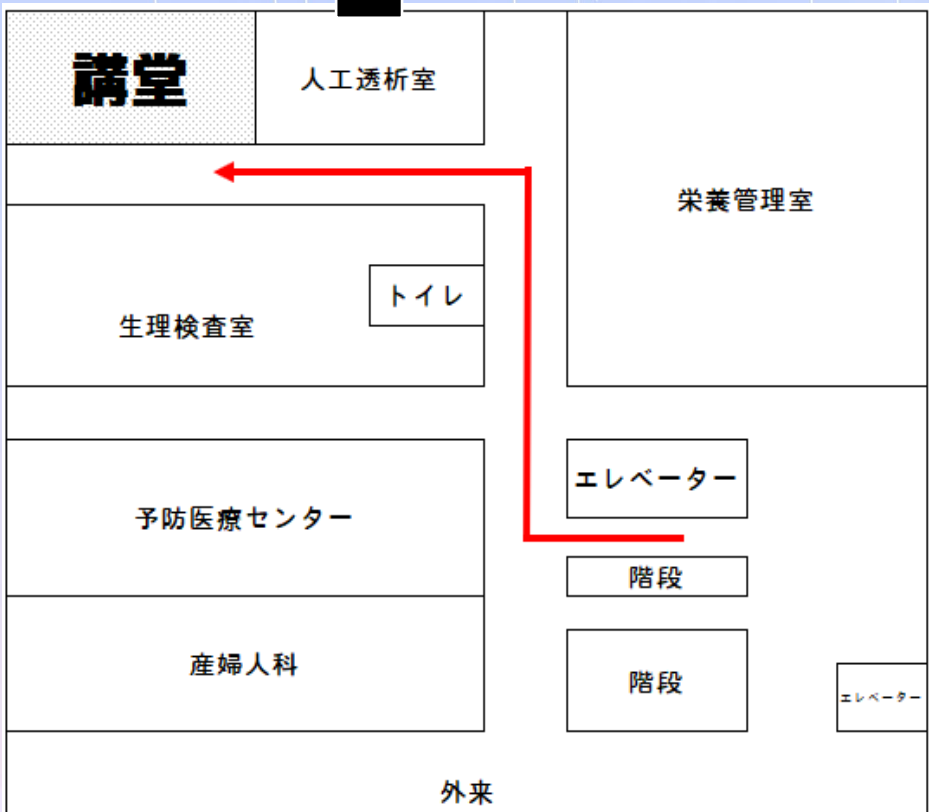 講堂
人工透析室
栄養管理室
トイレ
生理検査室
エレベーター
予防医療センター
階段
産婦人科
階段
エレベーター
外来